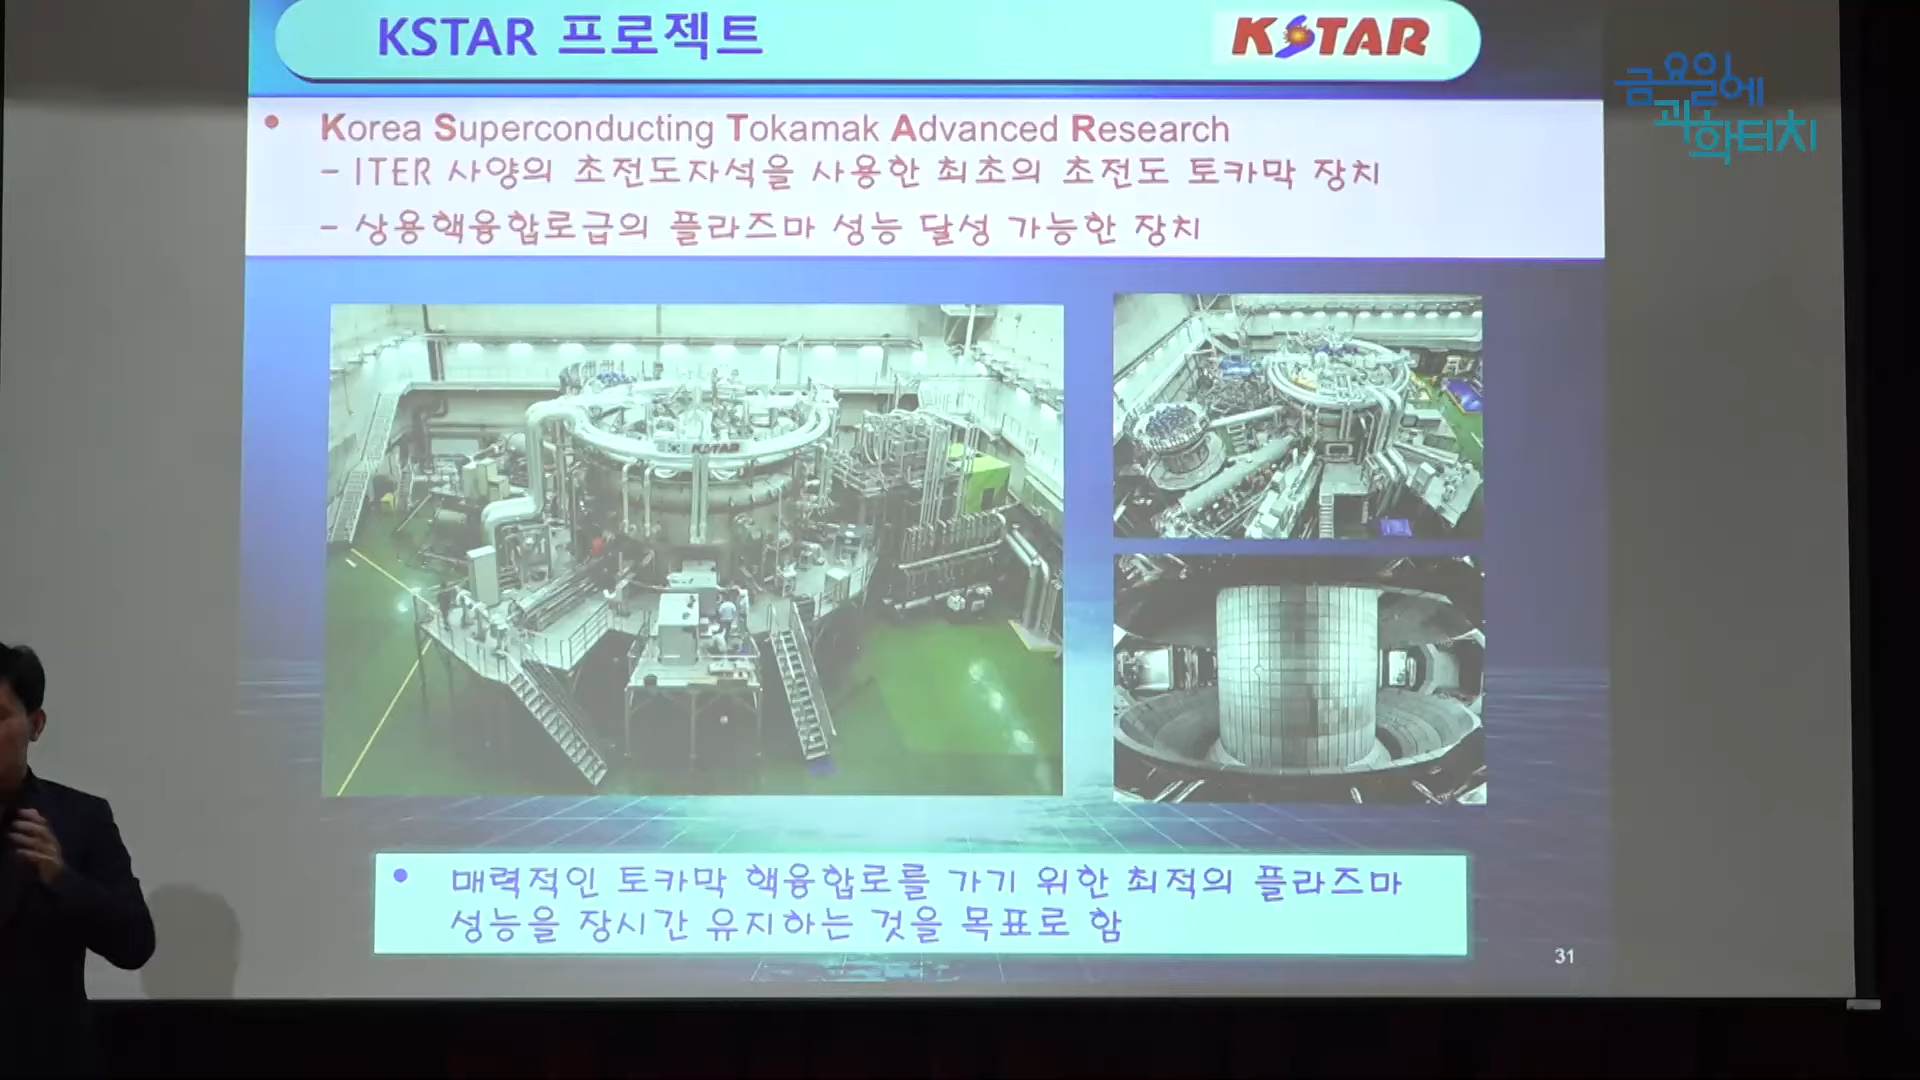 KSTAR 프로젝트
KSTAR
금요일에
과학터치
• Korea Superconducting Tokamak Advanced Research
– ITER 사양의 초전도자석을 사용한 최초의 초전도 토카막 장치
– 상용핵융합로급의 플라즈마 성능 달성 가능한 장치
KSTAR
• 매력적인 토카막 핵융합로를 가기 위한 최적의 플라즈마
성능을 장시간 유지하는 것을 목표로 함
31